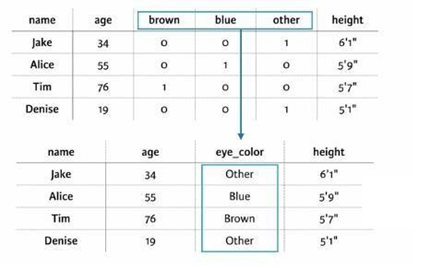 name age brown blue other height
Jake 34 0 0 1 6'1"
Alice 55 0 1 0 5'9"
Tim 76 1 0 0 5'7"
Denise 19 0 0 1 5'1"
name age eye_color height
Jake 34 Other 6'1"
Alice 55 Blue 5'9"
Tim 76 Brown 5'7"
Denise 19 Other 5'1"